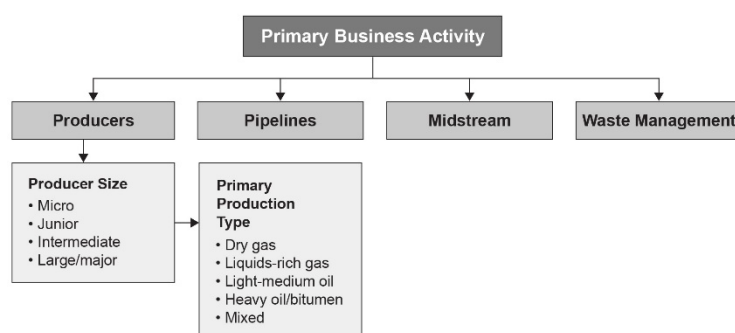 Primary Business Activity
Producers
Pipelines
Midstream
Waste Management
Producer Size
• Micro
• Junior
• Intermediate
• Large/major
Primary
Production
Type
• Dry gas
• Liquids-rich gas
• Light-medium oil
• Heavy oil/bitumen
• Mixed